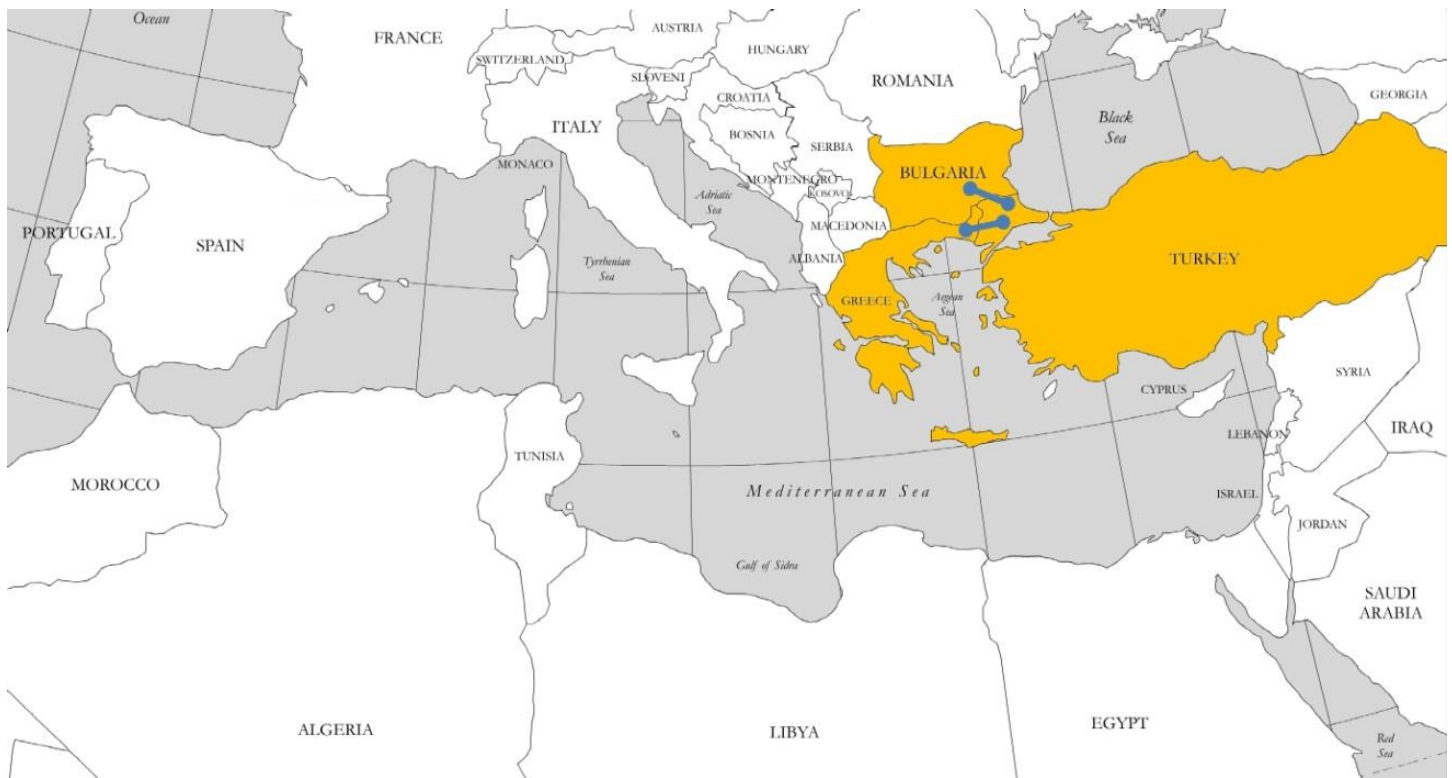 Ocean
FRANCE
AUSTRIA
HUNGARY
SWITZERLAND
SLOVENI
ROMANIA
GEORGIA
CROATIA
ITALY
BOSNIA
SERBIA
Black
Sea
MONACO
MONTENEGRO
KOSOVO
BULGARIA
Adriatic
Sea
MACEDONIA
PORTUGAL
SPAIN
ALBANIA
TURKEY
Tyrrhenian
Sea
GREECE
Aegean
Sea
SYRIA
CYPRUS
LEBANON
IRAQ
TUNISIA
MOROCCO
Mediterranean Sea
ISRAEL
JORDAN
Gulf of Sidra
SAUDI
ARABIA
ALGERIA
LIBYA
EGYPT
Red
Sea